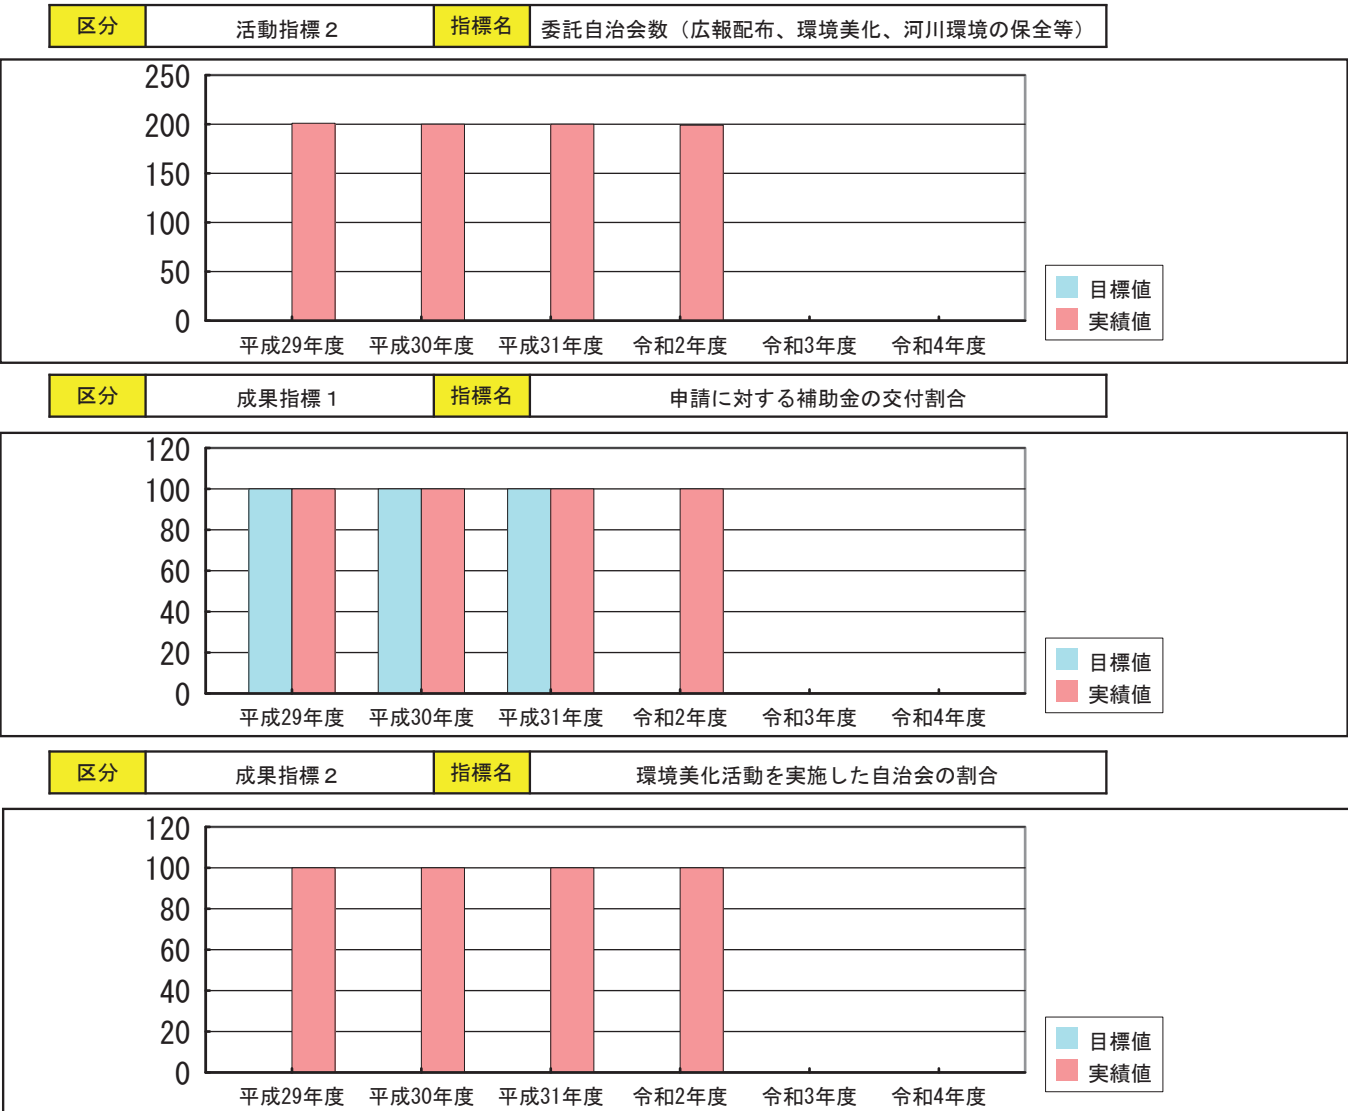 区分 活動指標２ 指標名 委託自治会数（広報配布、環境美化、河川環境の保全等）
250
200
150
100
50
0
平成29年度 平成30年度 平成31年度 令和2年度 令和3年度 令和4年度
目標値
実績値
区分 成果指標１ 指標名 申請に対する補助金の交付割合
120
100
80
60
40
20
0
平成29年度 平成30年度 平成31年度 令和2年度 令和3年度 令和4年度
目標値
実績値
区分 成果指標２ 指標名 環境美化活動を実施した自治会の割合
120
100
80
60
40
20
0
平成29年度 平成30年度 平成31年度 令和2年度 令和3年度 令和4年度
目標値
実績値